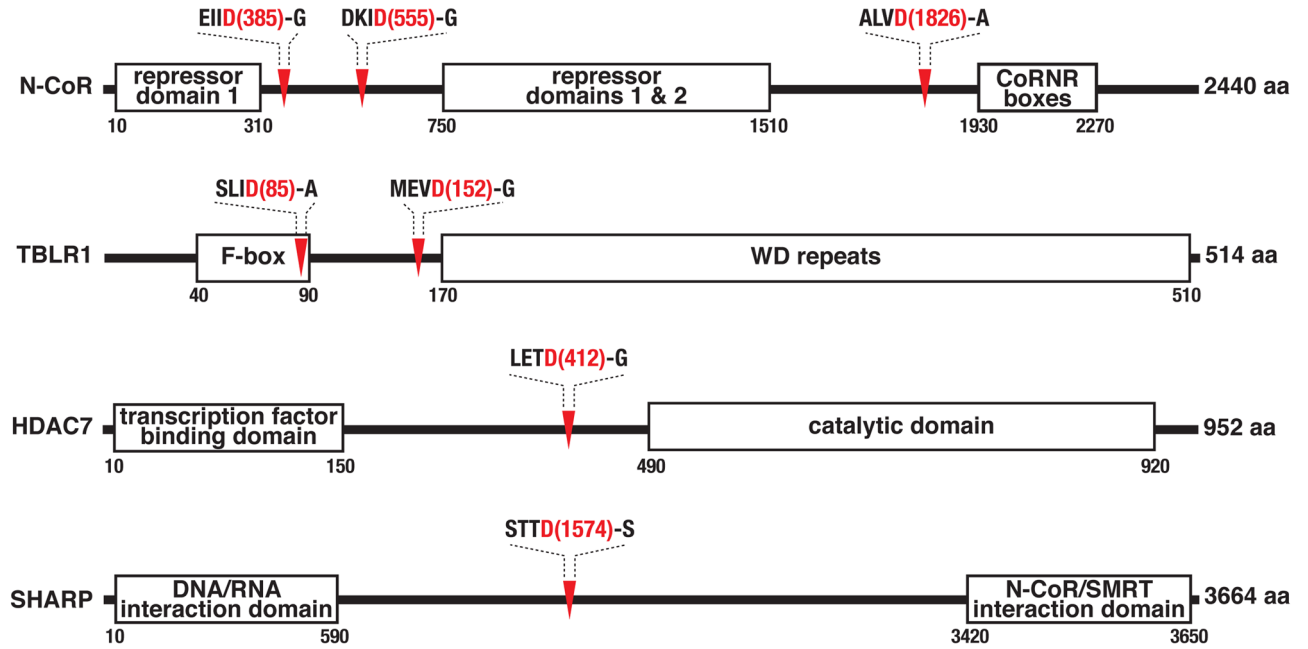 EIID(385)-G DKID(555)-G ALVD(1826)-A
N-CoR repressor domain 1 repressor domains 1 & 2 CoRNR boxes 2440 aa
10 310 750 1510 1930 2270
SLID(85)-A MEVD(152)-G
TBLR1 F-box WD repeats 514 aa
40 90 170 510
LETD(412)-G
HDAC7 transcription factor binding domain catalytic domain 952 aa
10 150 490 920
STTD(1574)-S
SHARP DNA/RNA interaction domain N-CoR/SMRT interaction domain 3664 aa
10 590 3420 3650